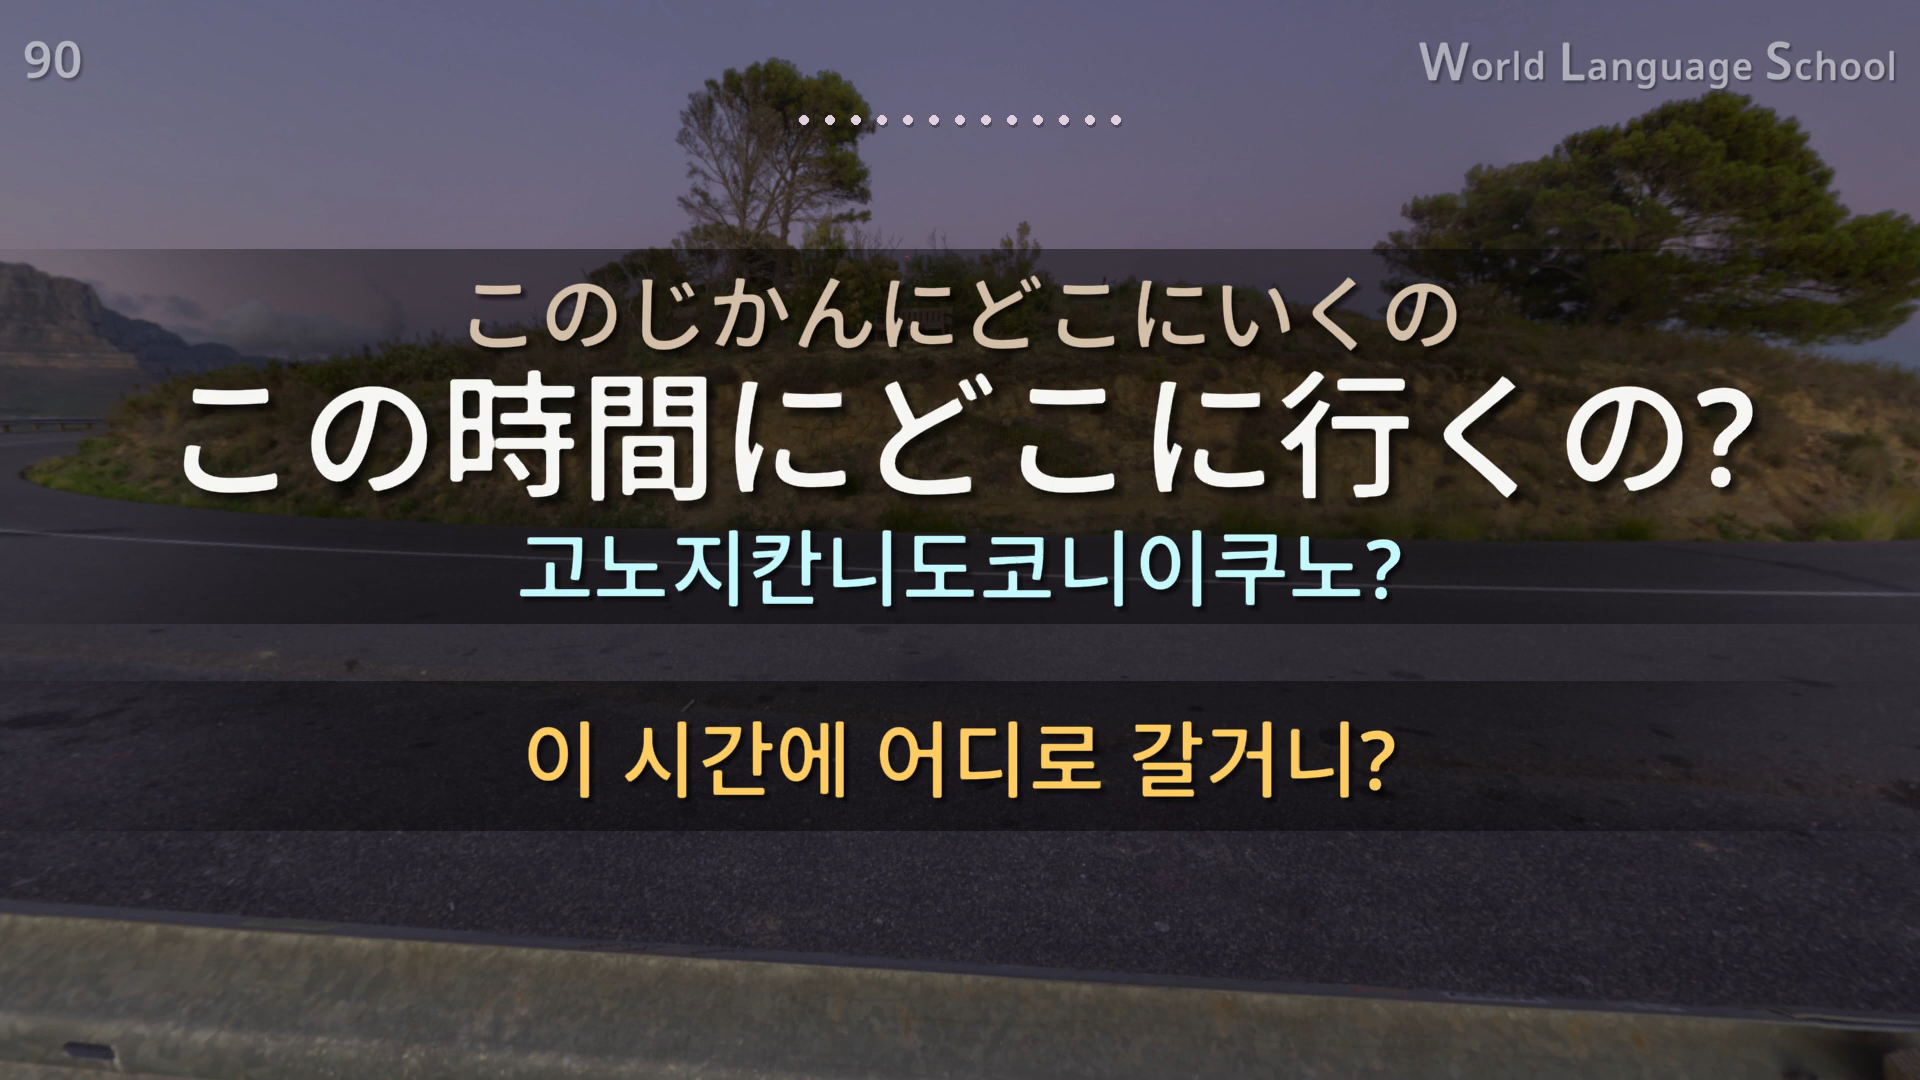 90
World Language School
このじかんにどこにいくの
この時間にどこに行くの?
고노지칸니도코니이쿠노?
이 시간에 어디로 갈거니?